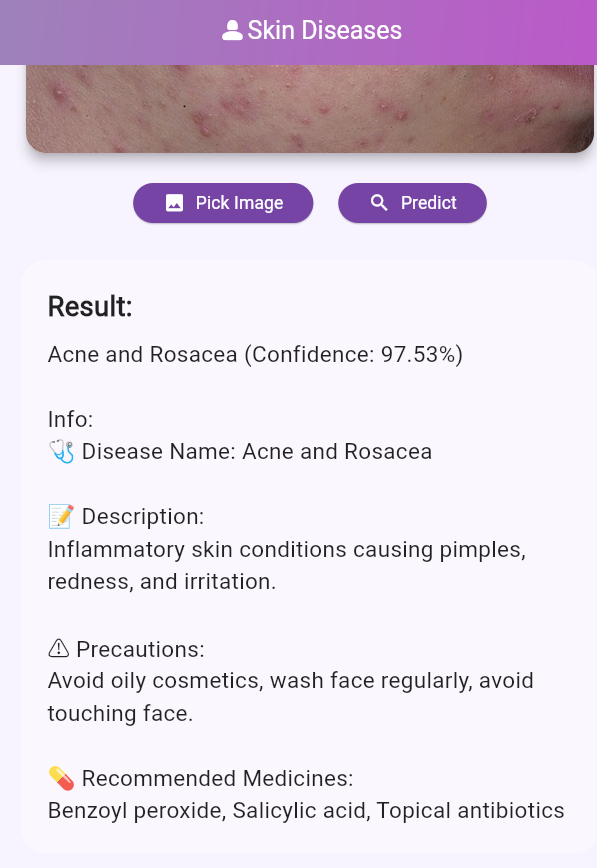 Skin Diseases
Pick Image
Predict
Result:
Acne and Rosacea (Confidence: 97.53%)
Info:
🩺 Disease Name: Acne and Rosacea
📝 Description:
Inflammatory skin conditions causing pimples,
redness, and irritation.
⚠ Precautions:
Avoid oily cosmetics, wash face regularly, avoid
touching face.
💊 Recommended Medicines:
Benzoyl peroxide, Salicylic acid, Topical antibiotics